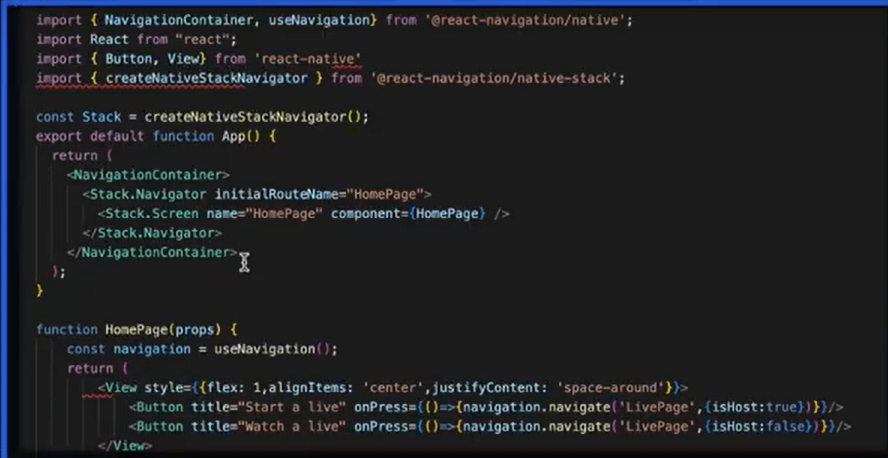 import { NavigationContainer, useNavigation} from '@react-navigation/native';
import React from "react";
import { Button, View} from 'react-native'
import { createNativeStackNavigator } from '@react-navigation/native-stack';
const Stack = createNativeStackNavigator();
export default function App() {
return (
<NavigationContainer>
<Stack.Navigator initialRouteName="HomePage">
<Stack.Screen name="HomePage" component={HomePage} />
</Stack.Navigator>
</NavigationContainer>
);
}
function HomePage(props) {
const navigation = useNavigation();
return (
<View style={{flex: 1,alignItems: 'center',justifyContent: 'space-around'}}>
<Button title="Start a live" onPress={()=>{navigation.navigate('LivePage',{isHost:true})}}/>
<Button title="Watch a live" onPress={()=>{navigation.navigate('LivePage',{isHost:false})}}/>
</View>